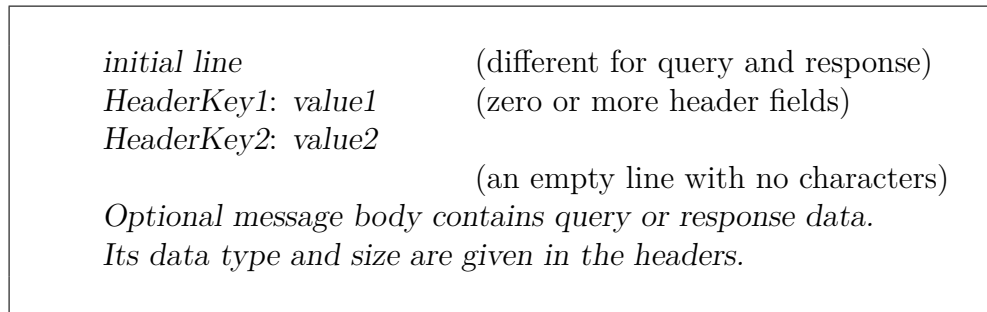 initial line (different for query and response)
HeaderKey1: value1 (zero or more header fields)
HeaderKey2: value2
(an empty line with no characters)
Optional message body contains query or response data.
Its data type and size are given in the headers.